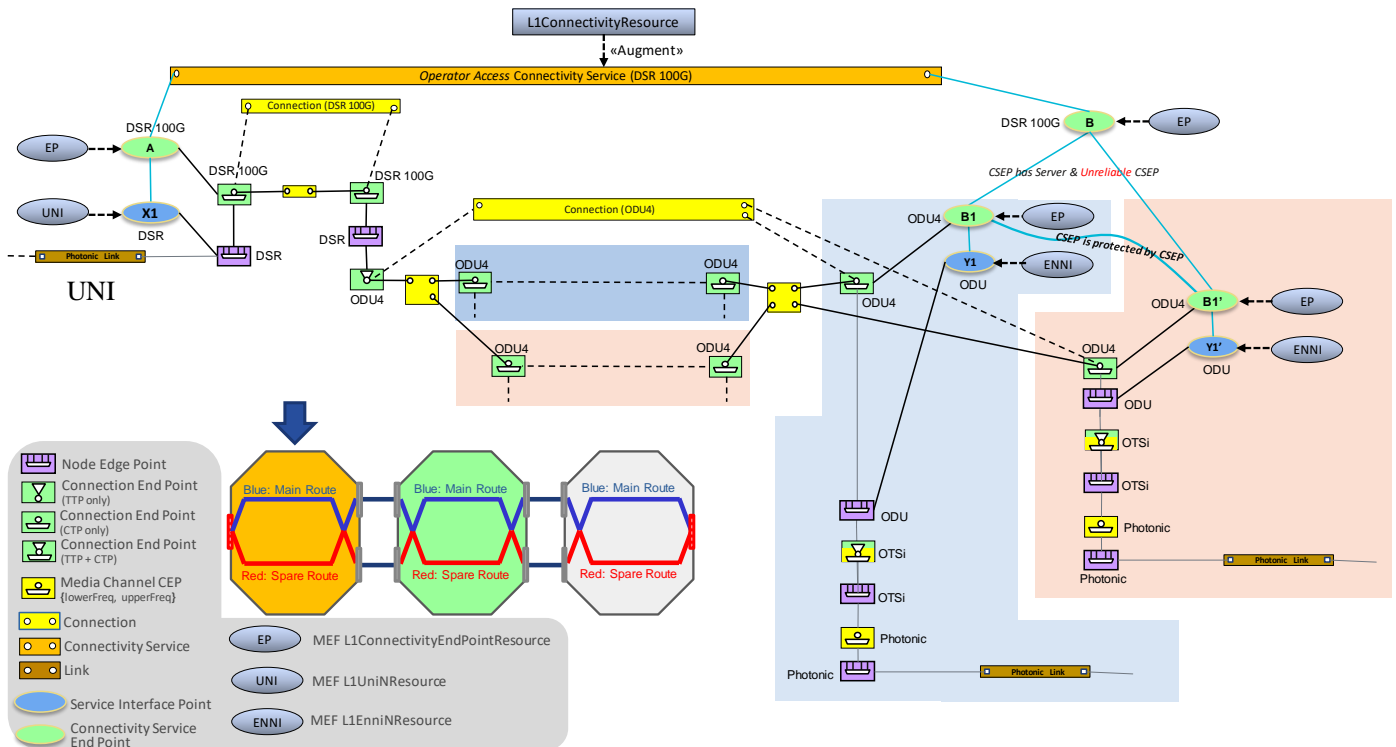 L1ConnectivityResource
«Augment»
Operator Access Connectivity Service (DSR 100G)
Connection (DSR 100G)
DSR 100G
EP
A
DSR 100G
DSR 100G
UNI
X1
DSR
DSR
DSR
Photonic Link
UNI
ODU4
Connection (ODU4)
ODU4
ODU4
ODU4
ODU4
ODU4
DSR 100G
B
EP
CSEP has Server & Unreliable CSEP
ODU4
B1
EP
CSEP is protected by CSEP
Y1
ENNI
ODU
ODU4
B1'
EP
Y1'
ENNI
ODU
ODU4
ODU
OTSi
OTSi
Photonic
Photonic
Photonic Link
ODU
OTSi
OTSi
Photonic
Photonic
Photonic Link
Blue: Main Route
Red: Spare Route
Blue: Main Route
Red: Spare Route
Blue: Main Route
Red: Spare Route
Node Edge Point
Connection End Point
(TTP only)
Connection End Point
(CTP only)
Connection End Point
(TTP + CTP)
Media Channel CEP
{lowerFreq, upperFreq}
Connection
Connectivity Service
Link
Service Interface Point
Connectivity Service
End Point
EP
MEF L1ConnectivityEndPointResource
UNI
MEF L1UniNResource
ENNI
MEF L1EnniNResource